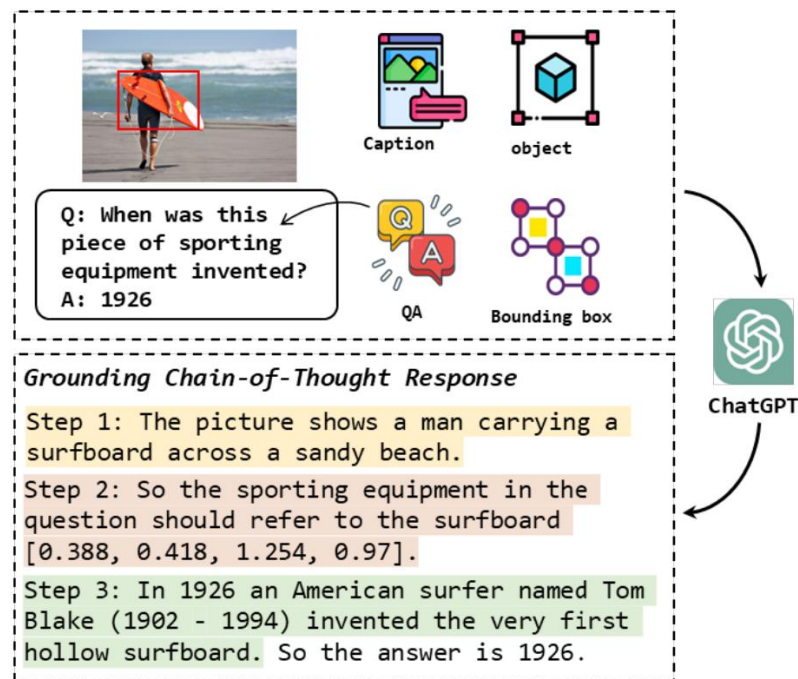 Caption
object
Q: When was this
piece of sporting
equipment invented?
A: 1926
Q
A
QA
Bounding box
ChatGPT
Grounding Chain-of-Thought Response
Step 1: The picture shows a man carrying a
surfboard across a sandy beach.
Step 2: So the sporting equipment in the
question should refer to the surfboard
[0.388, 0.418, 1.254, 0.97].
Step 3: In 1926 an American surfer named Tom
Blake (1902 - 1994) invented the very first
hollow surfboard. So the answer is 1926.